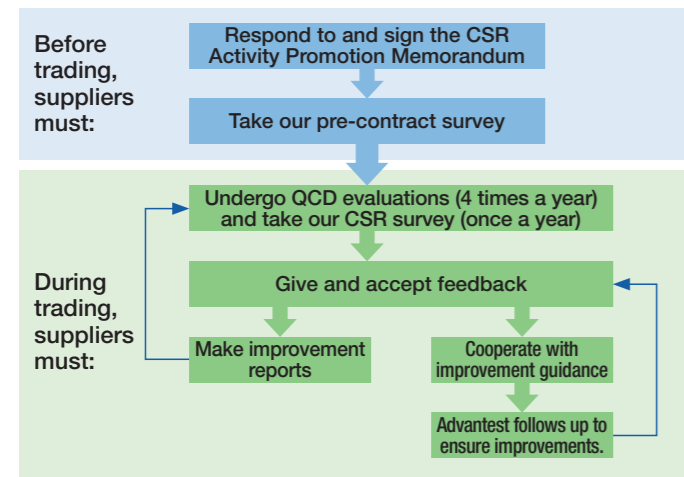 Before
trading,
suppliers
must:
Respond to and sign the CSR
Activity Promotion Memorandum
Take our pre-contract survey
During
trading,
suppliers
must:
Undergo QCD evaluations (4 times a year)
and take our CSR survey (once a year)
Give and accept feedback
Make improvement
reports
Cooperate with
improvement guidance
Advantest follows up to
ensure improvements.